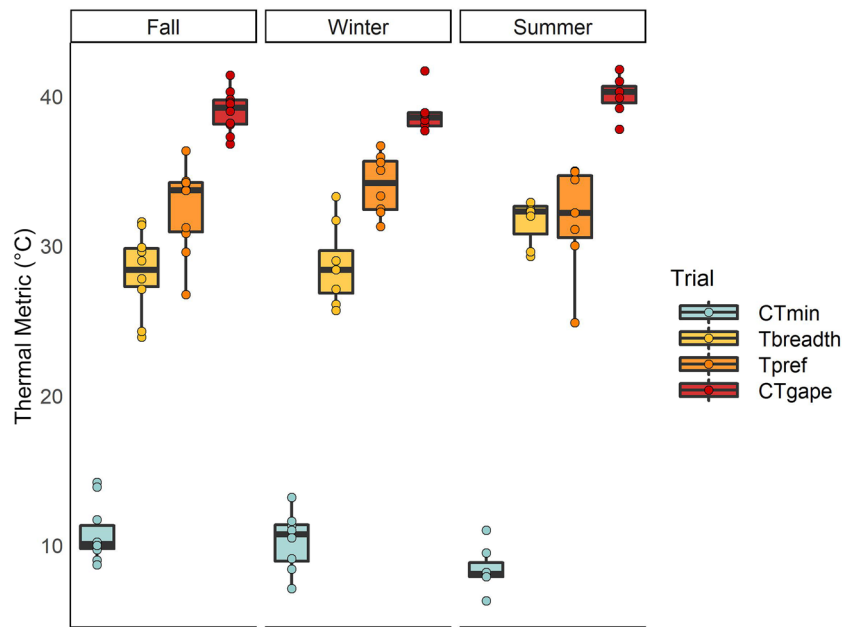 Fall Winter Summer
40
30
20
10
Thermal Metric (°C)
Trial
CTmin
Tbreadth
Tpref
CTgape